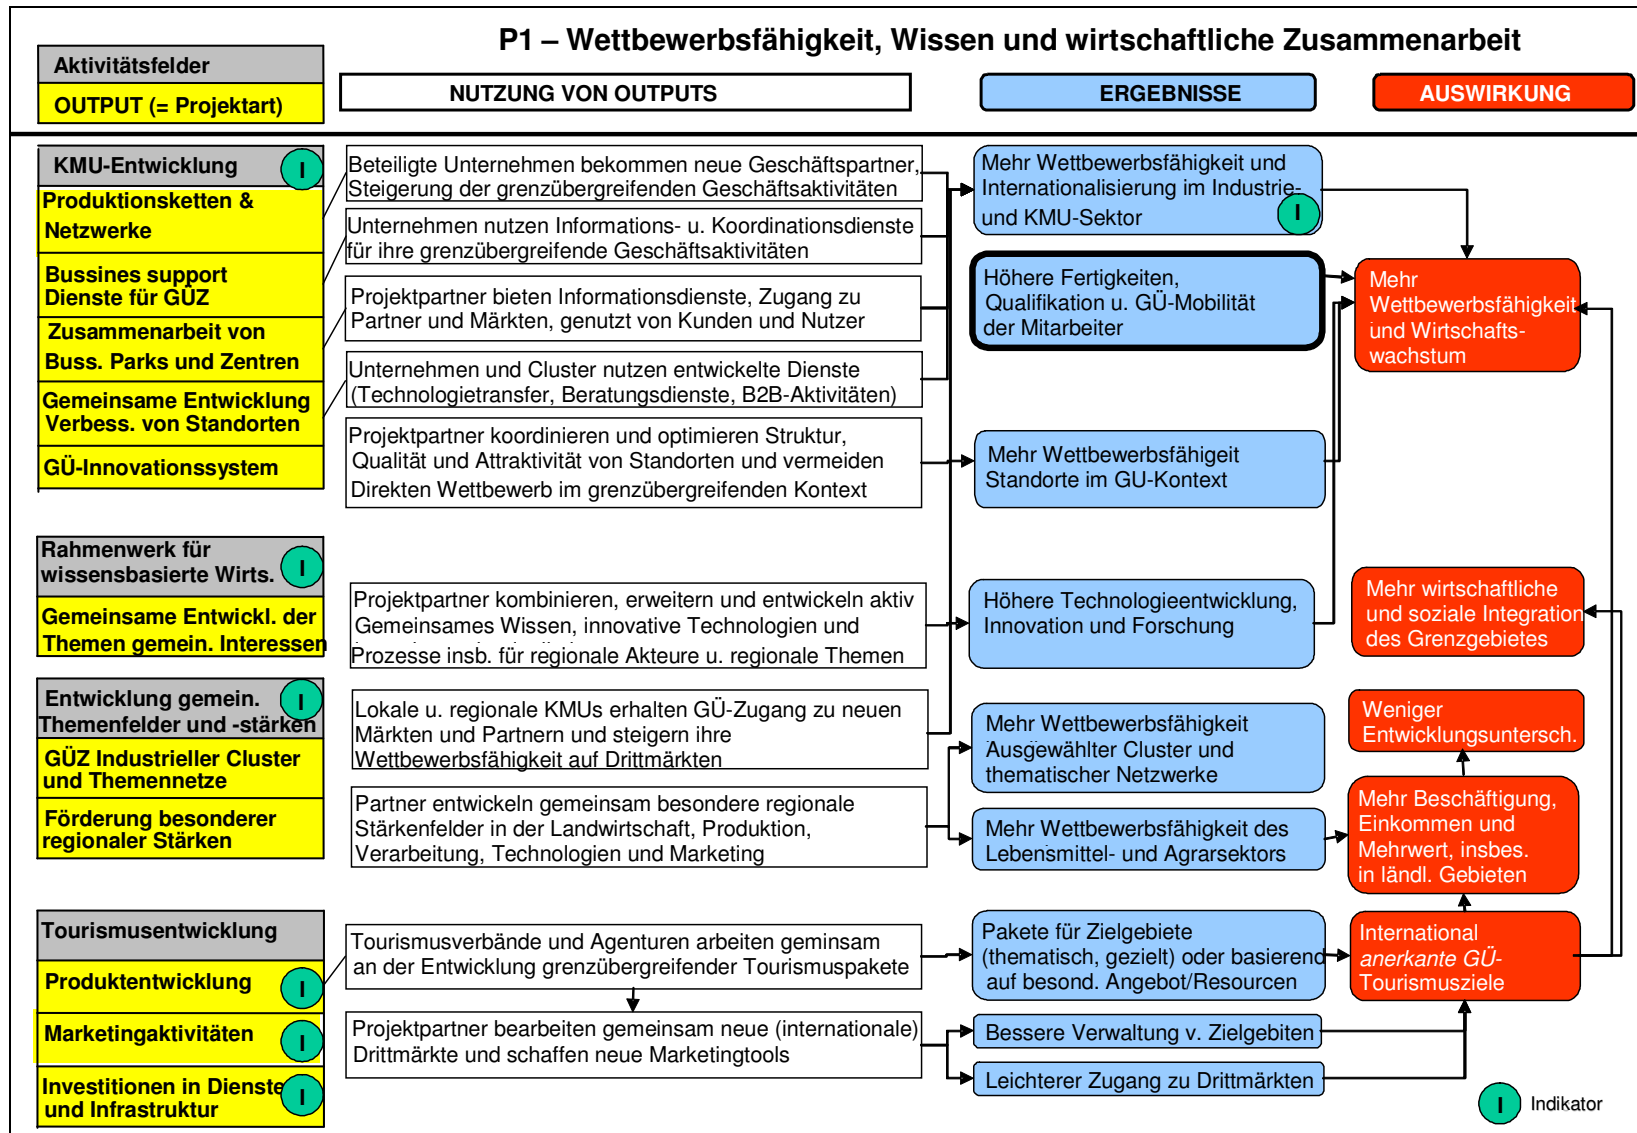 P1 – Wettbewerbsfähigkeit, Wissen und wirtschaftliche Zusammenarbeit
Aktivitätsfelder
OUTPUT (= Projektart)
NUTZUNG VON OUTPUTS
ERGEBNISSE
AUSWIRKUNG
KMU-Entwicklung
I
Produktionsketten &
Netzwerke
Bussines support
Dienste für GÜZ
Zusammenarbeit von
Buss. Parks und Zentren
Gemeinsame Entwicklung
Verbess. von Standorten
GÜ-Innovationssystem
Beteiligte Unternehmen bekommen neue Geschäftspartner,
Steigerung der grenzübergreifenden Geschäftsaktivitäten
Unternehmen nutzen Informations- u. Koordinationsdienste
für ihre grenzübergreifende Geschäftsaktivitäten
Projektpartner bieten Informationsdienste, Zugang zu
Partner und Märkten, genutzt von Kunden und Nutzer
Unternehmen und Cluster nutzen entwickelte Dienste
(Technologietransfer, Beratungsdienste, B2B-Aktivitäten)
Projektpartner koordinieren und optimieren Struktur,
Qualität und Attraktivität von Standorten und vermeiden
Direkten Wettbewerb im grenzübergreifenden Kontext
Mehr Wettbewerbsfähigkeit und
Internationalisierung im Industrie-
und KMU-Sektor
I
Höhere Fertigkeiten,
Qualifikation u. GÜ-Mobilität
der Mitarbeiter
Mehr Wettbewerbsfähigeit
Standorte im GU-Kontext
Mehr
Wettbewerbsfähigkeit
und Wirtschafts-
wachstum
Rahmenwerk für
wissensbasierte Wirts.
I
Gemeinsame Entwickl. der
Themen gemein. Interessen
Projektpartner kombinieren, erweitern und entwickeln aktiv
Gemeinsames Wissen, innovative Technologien und
Prozesse insb. für regionale Akteure u. regionale Themen
Höhere Technologieentwicklung,
Innovation und Forschung
Mehr wirtschaftliche
und soziale Integration
des Grenzgebietes
Entwicklung gemein.
Themenfelder und -stärken
I
GÜZ Industrieller Cluster
und Themennetze
Förderung besonderer
regionaler Stärken
Lokale u. regionale KMUs erhalten GÜ-Zugang zu neuen
Märkten und Partnern und steigern ihre
Wettbewerbsfähigkeit auf Drittmärkten
Partner entwickeln gemeinsam besondere regionale
Stärkenfelder in der Landwirtschaft, Produktion,
Verarbeitung, Technologien und Marketing
Mehr Wettbewerbsfähigkeit
Ausgewählter Cluster und
thematischer Netzwerke
Mehr Wettbewerbsfähigkeit des
Lebensmittel- und Agrarsektors
Weniger
Entwicklungsuntersch.
Mehr Beschäftigung,
Einkommen und
Mehrwert, insbes.
in ländl. Gebieten
Tourismusentwicklung
Produktentwicklung
I
Marketingaktivitäten
I
Investitionen in Dienste
und Infrastruktur
I
Tourismusverbände und Agenturen arbeiten geminsam
an der Entwicklung grenzübergreifender Tourismuspakete
Projektpartner bearbeiten gemeinsam neue (internationale)
Drittmärkte und schaffen neue Marketingtools
Pakete für Zielgebiete
(thematisch, gezielt) oder basierend
auf besond. Angebot/Resourcen
Bessere Verwaltung v. Zielgebiten
Leichterer Zugang zu Drittmärkten
International
anerkante GÜ-
Tourismusziele
I Indikator